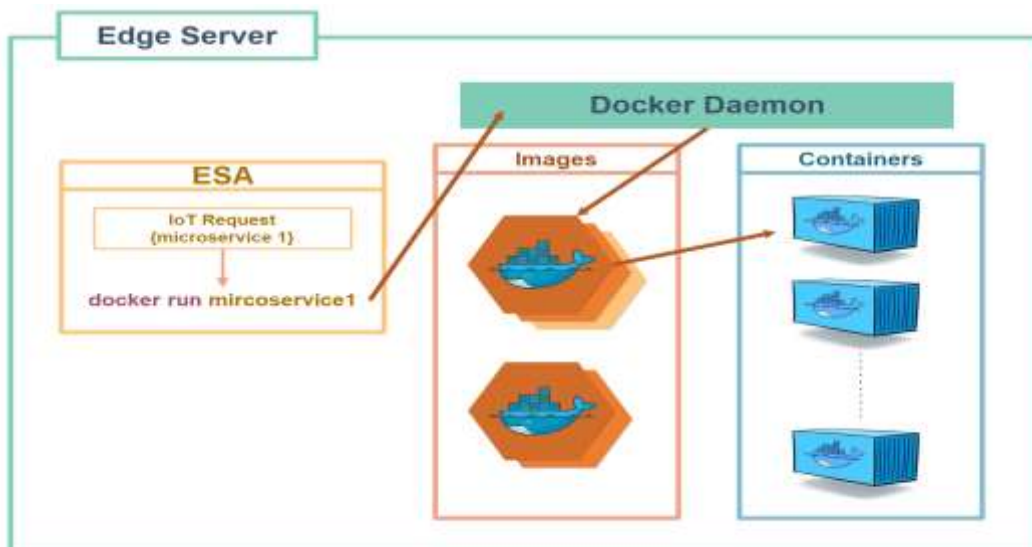 Edge Server
Docker Daemon
ESA
IoT Request
{microservice 1}
docker run mircoservice1
Images
Containers